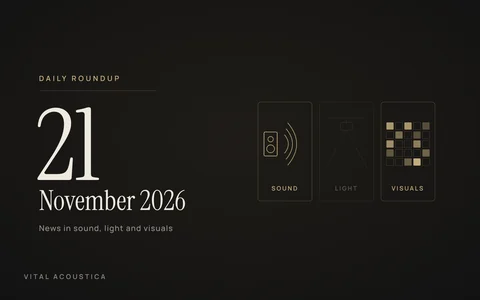 DAILY ROUNDUP
21
November 2026
News in sound, light and visuals
SOUND
LIGHT
VISUALS
VITAL ACOUSTICA